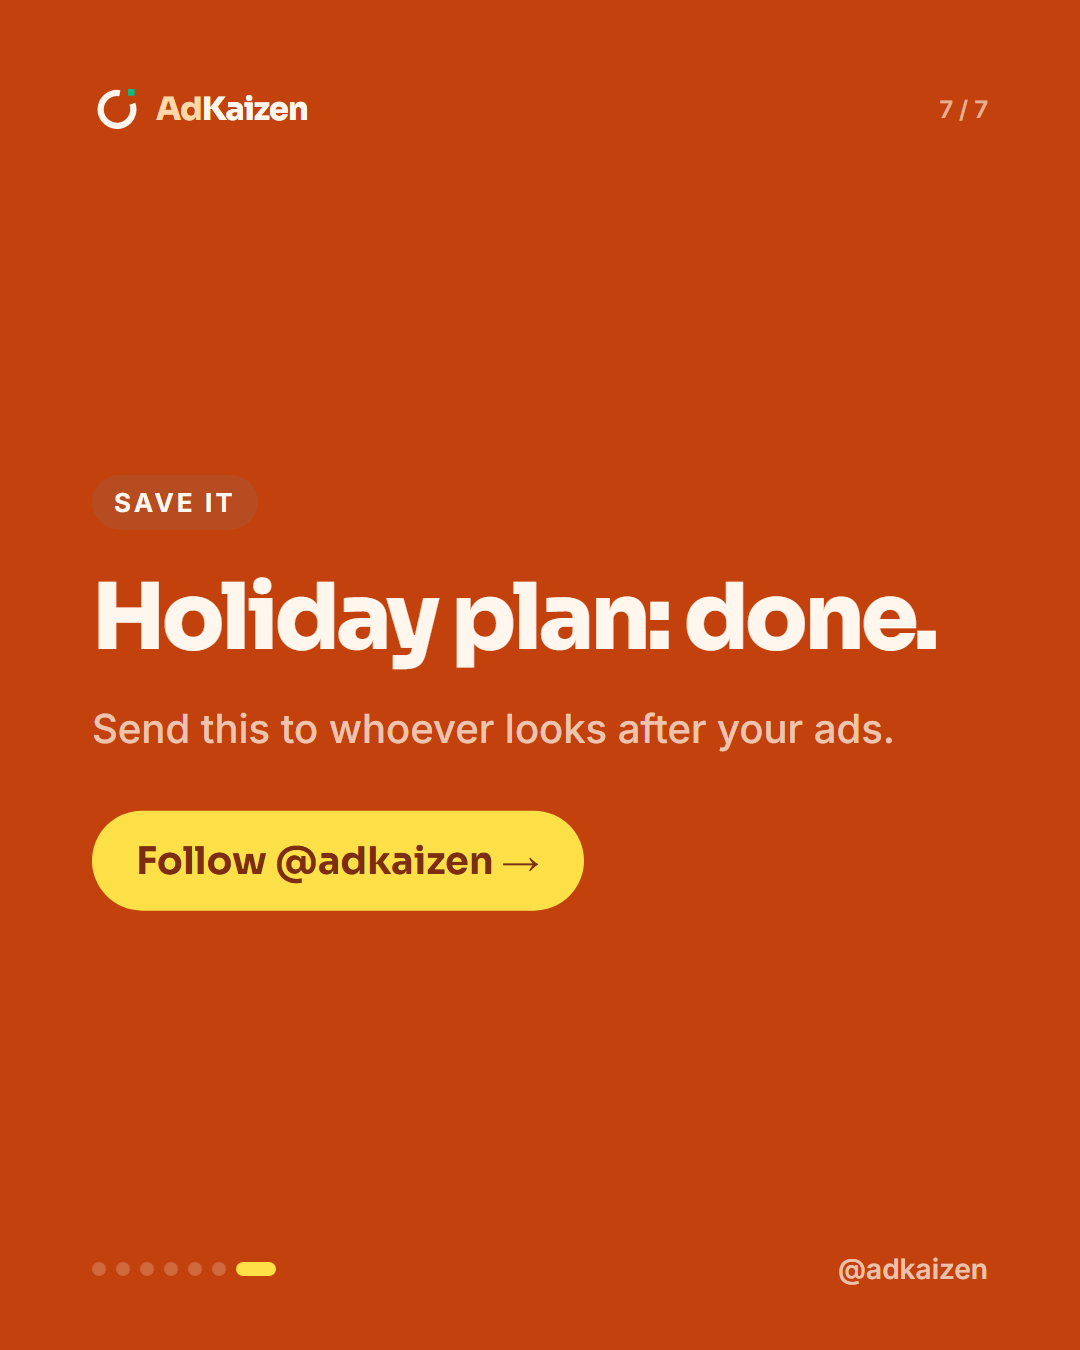 AdKaizen
7 / 7
SAVE IT
Holiday plan: done.
Send this to whoever looks after your ads.
Follow @adkaizen →
@adkaizen